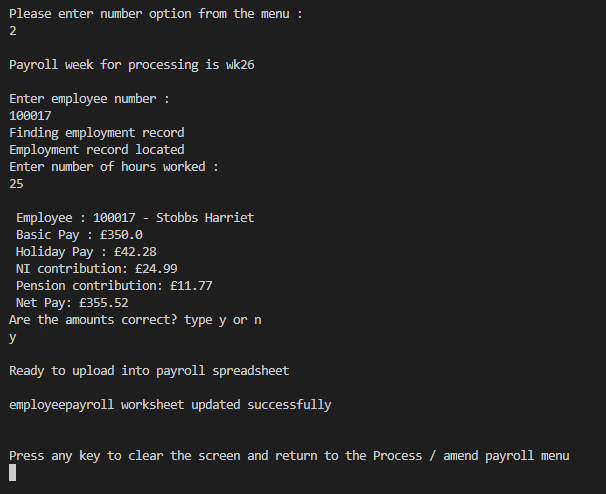 Please enter number option from the menu :
2
Payroll week for processing is wk26
Enter employee number :
100017
Finding employment record
Employment record located
Enter number of hours worked :
25
Employee : 100017 - Stobbs Harriet
Basic Pay : £350.0
Holiday Pay : £42.28
NI contribution: £24.99
Pension contribution: £11.77
Net Pay: £355.52
Are the amounts correct? type y or n
y
Ready to upload into payroll spreadsheet
employeepayroll worksheet updated successfully
Press any key to clear the screen and return to the Process / amend payroll menu